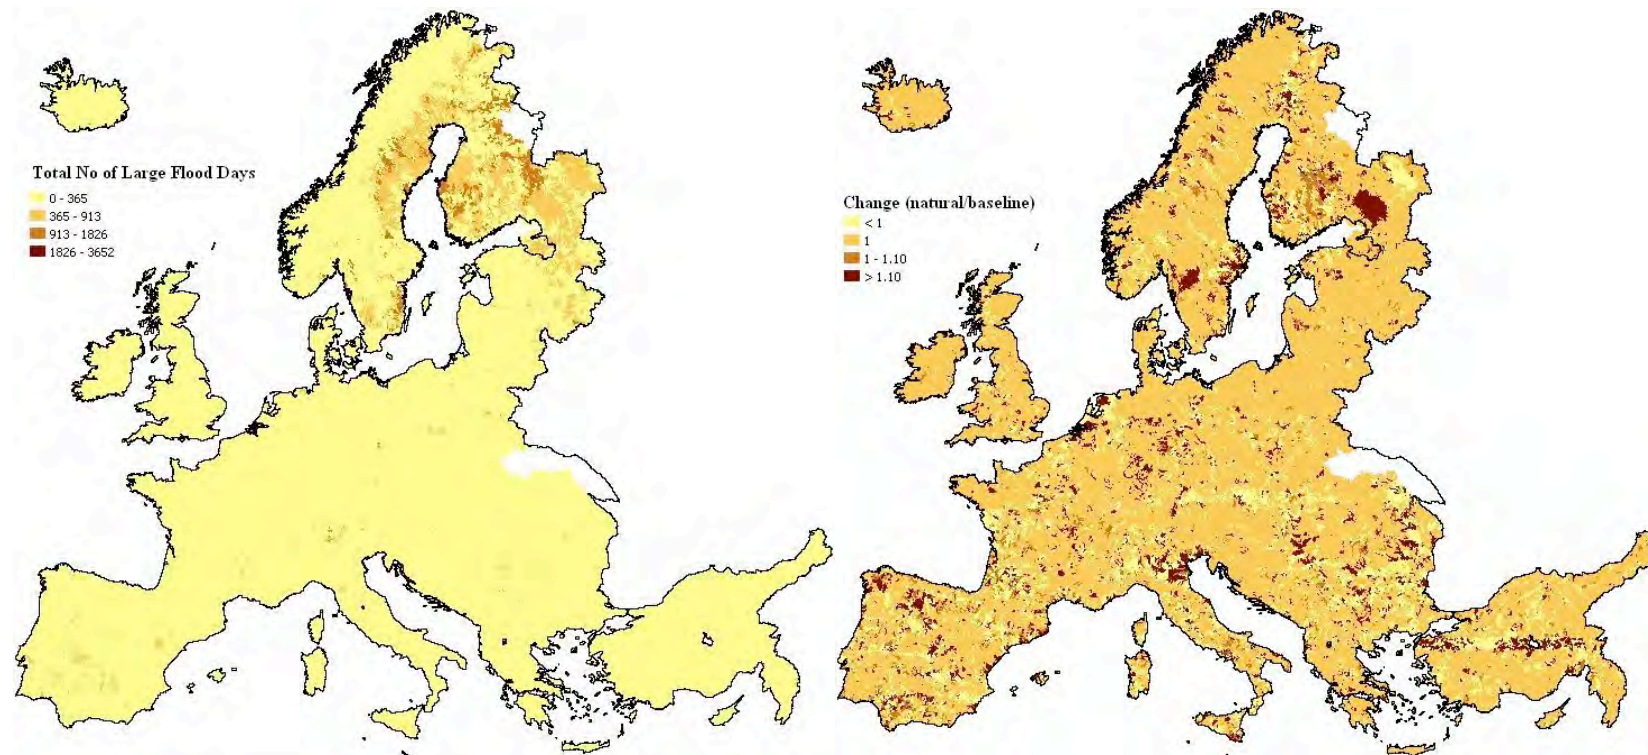 Total No of Large Flood Days
0 - 365
365 - 913
913 - 1826
1826 - 3652
Change (natural/baseline)
< 1
1
1 - 1.10
> 1.10